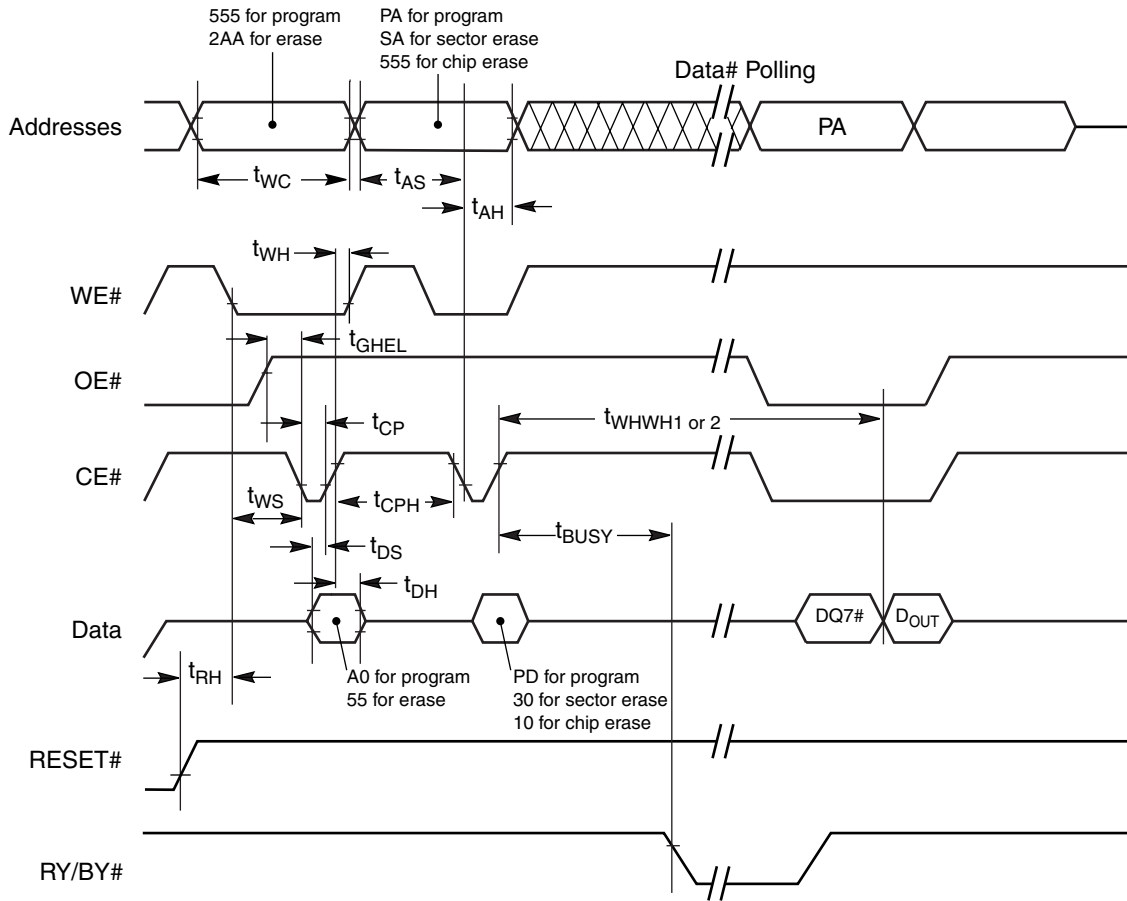 555 for program
2AA for erase
PA for program
SA for sector erase
555 for chip erase
Data# Polling
Addresses
PA
tWC
tAS
tAH
tWH
WE#
tGHEL
OE#
tWHWH1 or 2
tCP
CE#
tWS
tCPH
tBUSY
tDS
tDH
Data
DQ7#
DOUT
tRH
A0 for program
55 for erase
PD for program
30 for sector erase
10 for chip erase
RESET#
RY/BY#